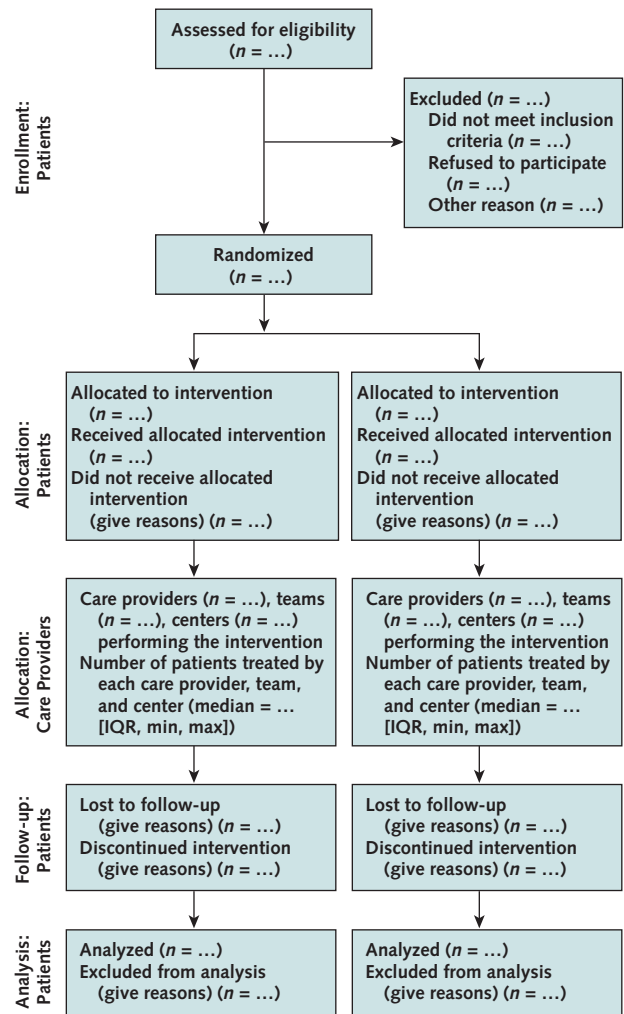 Assessed for eligibility
(n = …)
Enrollment:
Patients
Excluded (n = …)
Did not meet inclusion
criteria (n = …)
Refused to participate
(n = …)
Other reason (n = …)
Randomized
(n = …)
Allocation:
Patients
Allocated to intervention
(n = …)
Received allocated intervention
(n = …)
Did not receive allocated
intervention
(give reasons) (n = …)
Allocated to intervention
(n = …)
Received allocated intervention
(n = …)
Did not receive allocated
intervention
(give reasons) (n = …)
Allocation:
Care Providers
Care providers (n = …), teams
(n = …), centers (n = …)
performing the intervention
Number of patients treated by
each care provider, team,
and center (median = …
[IQR, min, max])
Care providers (n = …), teams
(n = …), centers (n = …)
performing the intervention
Number of patients treated by
each care provider, team,
and center (median = …
[IQR, min, max])
Follow-up:
Patients
Lost to follow-up
(give reasons) (n = …)
Discontinued intervention
(give reasons) (n = …)
Lost to follow-up
(give reasons) (n = …)
Discontinued intervention
(give reasons) (n = …)
Analysis:
Patients
Analyzed (n = …)
Excluded from analysis
(give reasons) (n = …)
Analyzed (n = …)
Excluded from analysis
(give reasons) (n = …)